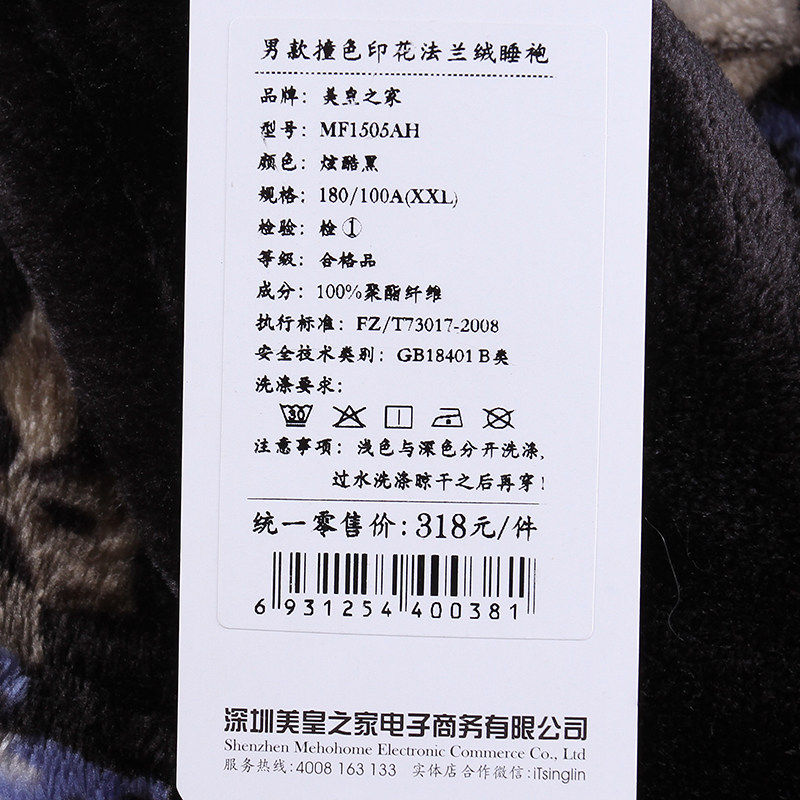 男款撞色印花法兰绒睡袍
品牌：美皇之家
型号：MF1505AH
颜色：炫酷黑
规格：180/100A(XXL)
检验：检①
等级：合格品
成分：100%聚酯纤维
执行标准：FZ/T73017-2008
安全技术类别：GB18401 B类
洗涤要求：
30
注意事项：浅色与深色分开洗涤，
过水洗涤晾干之后再穿！
统一零售价：318元/件
6 931254 400381
深圳美皇之家电子商务有限公司
Shenzhen Mehohome Electronic Commerce Co., Ltd
服务热线:4008 163 133 实体店合作微信:iTsinglin